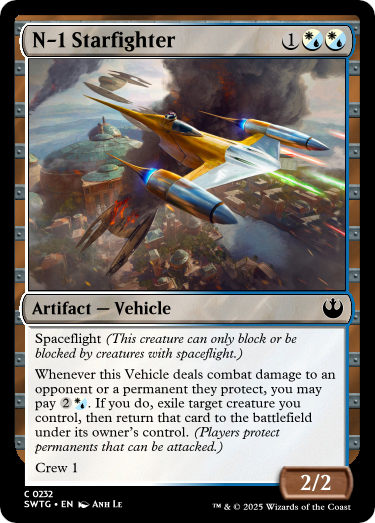 N-1 Starfighter 1
Artifact — Vehicle
Spaceflight (This creature can only block or be
blocked by creatures with spaceflight.)
Whenever this Vehicle deals combat damage to an
opponent or a permanent they protect, you may
pay 2 . If you do, exile target creature you
control, then return that card to the battlefield
under its owner's control. (Players protect
permanents that can be attacked.)
Crew 1
2/2
C 0232
SWTG • EN Anh Le
™ & © 2025 Wizards of the Coast